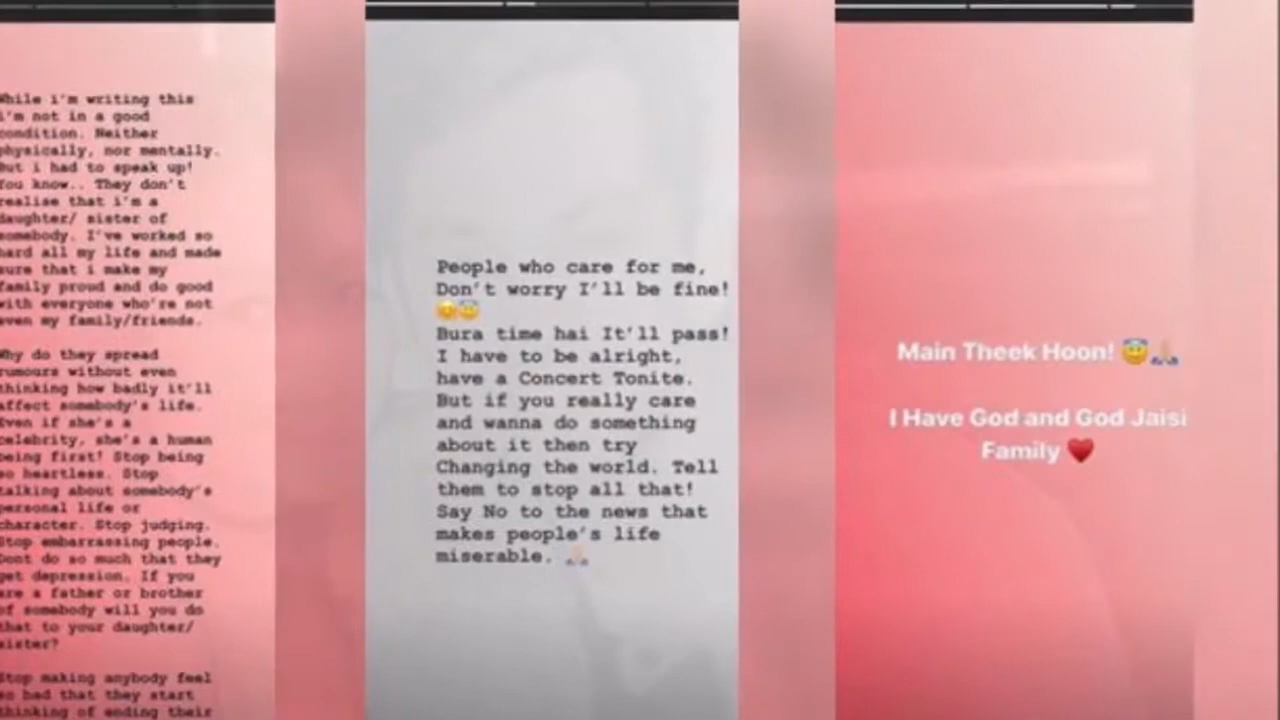 While i'm writing this
i'm not in a good
condition. Neither
physically, nor mentally.
But i had to speak up!
You know.. They don't
realise that i'm a
daughter/ sister of
somebody. I've worked so
hard all my life and made
sure that i make my
family proud and do good
with everyone who're not
even my family/friends.
Why do they spread
rumours without even
thinking how badly it'll
affect somebody's life.
Even if she's a
celebrity, she's a human
being first! Stop being
so heartless. Stop
talking about somebody's
personal life or
character. Stop judging.
Stop embarrassing people.
Dont do so much that they
get depression. If you
are a father or brother
of somebody will you do
that to your daughter/
sister?
Stop making anybody feel
so bad that they start
thinking of ending their
People who care for me,
Don't worry I'll be fine!
😊😇
Bura time hai It'll pass!
I have to be alright,
have a Concert Tonite.
But if you really care
and wanna do something
about it then try
Changing the world. Tell
them to stop all that!
Say No to the news that
makes people's life
miserable. 🙏🏻
Main Theek Hoon! 😇🙏🏻
I Have God and God Jaisi
Family ♥️